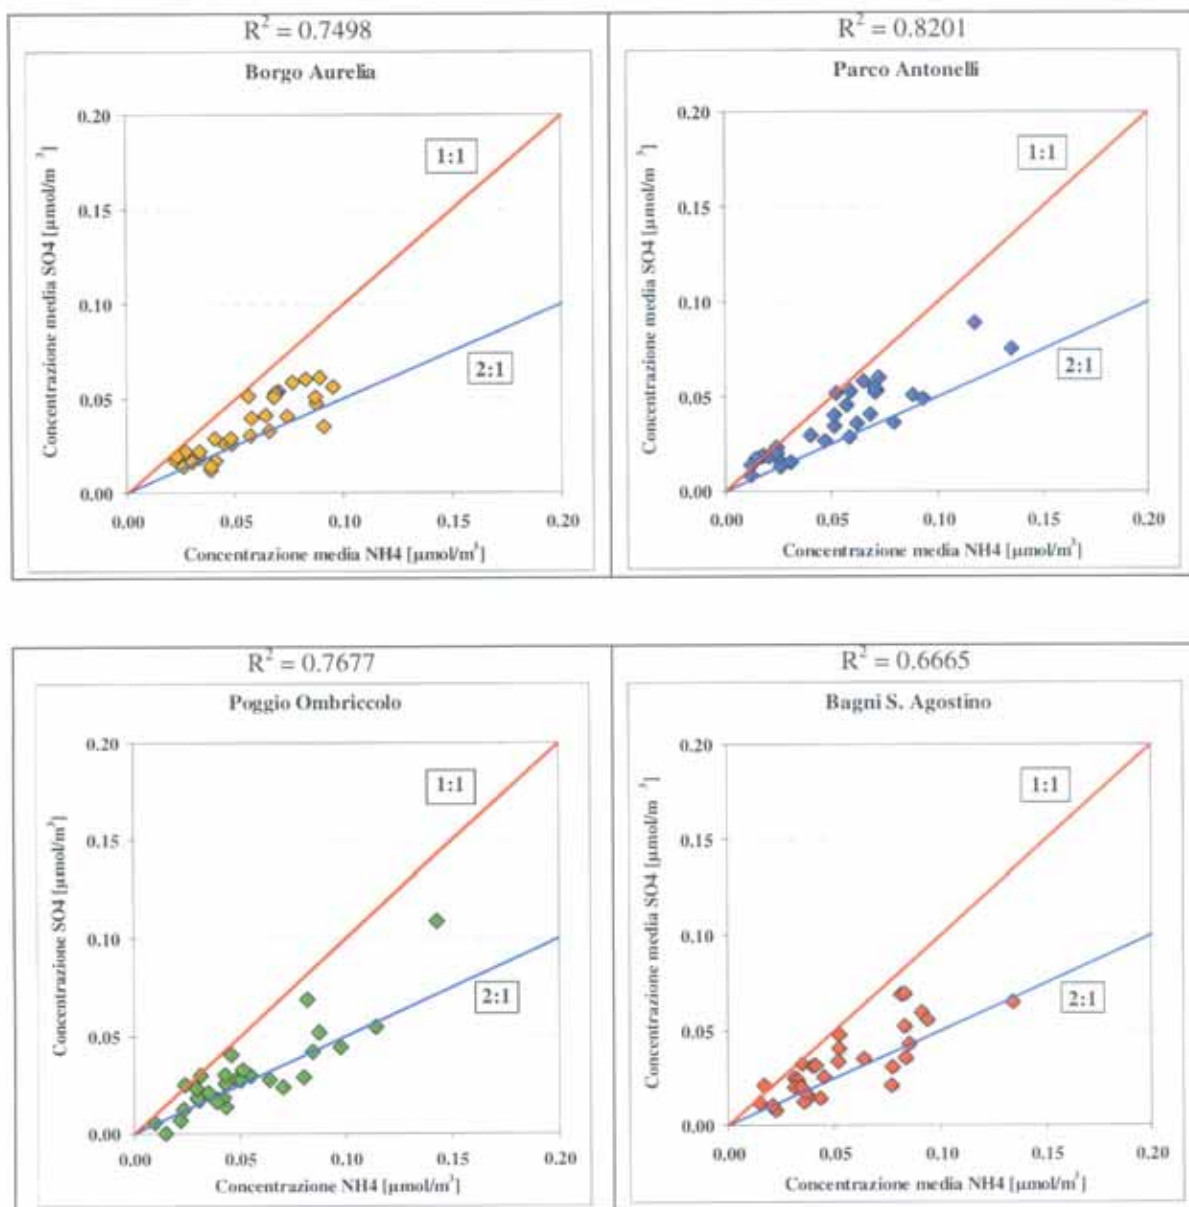 R² = 0.7498
Borgo Aurelia
Concentrazione media SO4 [µmol/m³]
0.20
0.15
0.10
0.05
0.00
1:1
2:1
0.00 0.05 0.10 0.15 0.20
Concentrazione media NH4 [µmol/m³]
R² = 0.8201
Parco Antonelli
Concentrazione media SO4 [µmol/m³]
0.20
0.15
0.10
0.05
0.00
1:1
2:1
0.00 0.05 0.10 0.15 0.20
Concentrazione media NH4 [µmol/m³]
R² = 0.7677
Poggio Ombriccolo
Concentrazione SO4 [µmol/m³]
0.20
0.15
0.10
0.05
0.00
1:1
2:1
0.00 0.05 0.10 0.15 0.20
Concentrazione NH4 [µmol/m³]
R² = 0.6665
Bagni S. Agostino
Concentrazione media SO4 [µmol/m³]
0.20
0.15
0.10
0.05
0.00
1:1
2:1
0.00 0.05 0.10 0.15 0.20
Concentrazione media NH4 [µmol/m³]